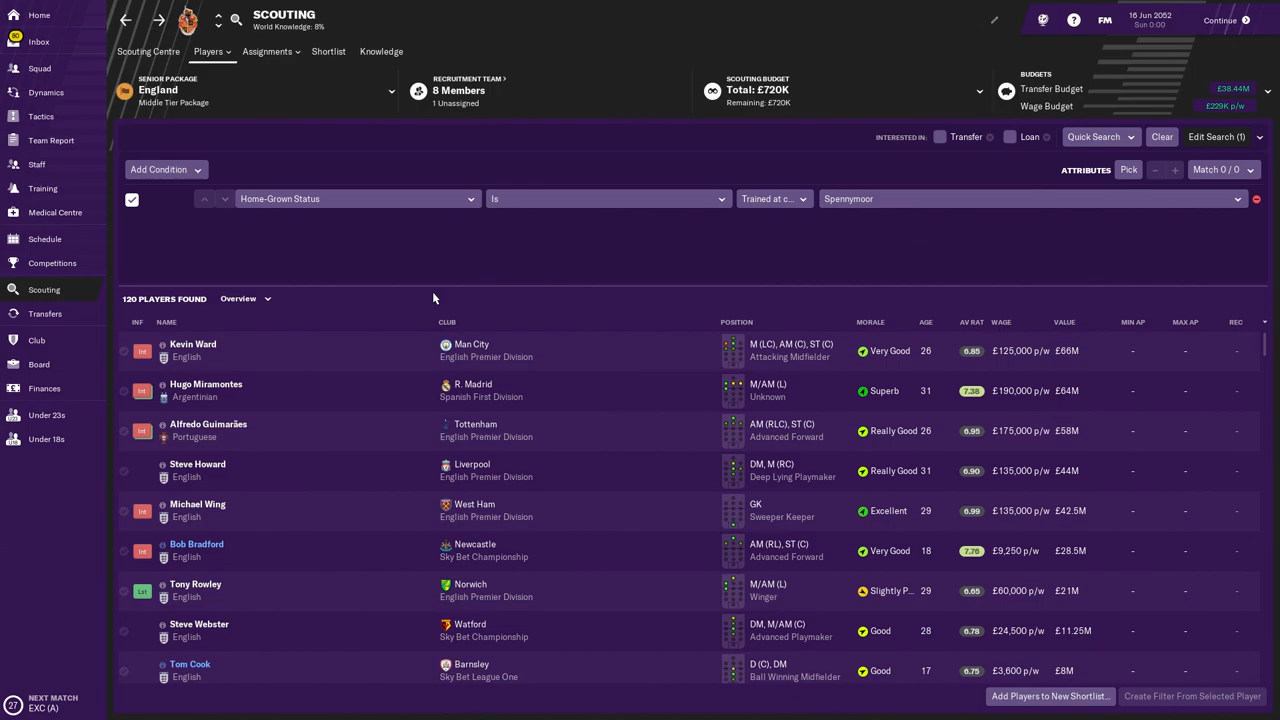 Home
SCOUTING
World Knowledge: 8%
FM
16 Jun 2052
Sun 0:00
Continue
80
Inbox
Scouting Centre
Players
Assignments
Shortlist
Knowledge
Squad
Dynamics
Tactics
Team Report
Staff
Training
Medical Centre
Schedule
Competitions
Scouting
Transfers
Club
Board
Finances
Under 23s
Under 18s
27
NEXT MATCH
EXC (A)
SENIOR PACKAGE
England
Middle Tier Package
RECRUITMENT TEAM >
8 Members
1 Unassigned
SCOUTING BUDGET
Total: £720K
Remaining: £720K
BUDGETS
Transfer Budget £38.44M
Wage Budget £229K p/w
INTERESTED IN: Transfer Loan Quick Search Clear Edit Search (1)
Add Condition
ATTRIBUTES Pick − + Match 0 / 0
Home-Grown Status Is Trained at c... Spennymoor
120 PLAYERS FOUND Overview
INF NAME CLUB POSITION MORALE AGE AV RAT WAGE VALUE MIN AP MAX AP REC
Int Kevin Ward Man City M (LC), AM (C), ST (C) Very Good 26 6.85 £125,000 p/w £66M - - -
English English Premier Division Attacking Midfielder
Int Hugo Miramontes R. Madrid M/AM (L) Superb 31 7.38 £190,000 p/w £64M - - -
Argentinian Spanish First Division Unknown
Int Alfredo Guimarães Tottenham AM (RLC), ST (C) Really Good 26 6.95 £175,000 p/w £58M - - -
Portuguese English Premier Division Advanced Forward
Steve Howard Liverpool DM, M (RC) Really Good 31 6.90 £135,000 p/w £44M - - -
English English Premier Division Deep Lying Playmaker
Int Michael Wing West Ham GK Excellent 29 6.99 £135,000 p/w £42.5M - - -
English English Premier Division Sweeper Keeper
Int Bob Bradford Newcastle AM (RL), ST (C) Very Good 18 7.76 £9,250 p/w £28.5M - - -
English Sky Bet Championship Advanced Forward
Lst Tony Rowley Norwich M/AM (L) Slightly P... 29 6.65 £60,000 p/w £21M - - -
English English Premier Division Winger
Steve Webster Watford DM, M/AM (C) Good 28 6.78 £24,500 p/w £11.25M - - -
English Sky Bet Championship Advanced Playmaker
Tom Cook Barnsley D (C), DM Good 17 6.75 £3,600 p/w £8M - - -
English Sky Bet League One Ball Winning Midfielder
Add Players to New Shortlist... Create Filter From Selected Player